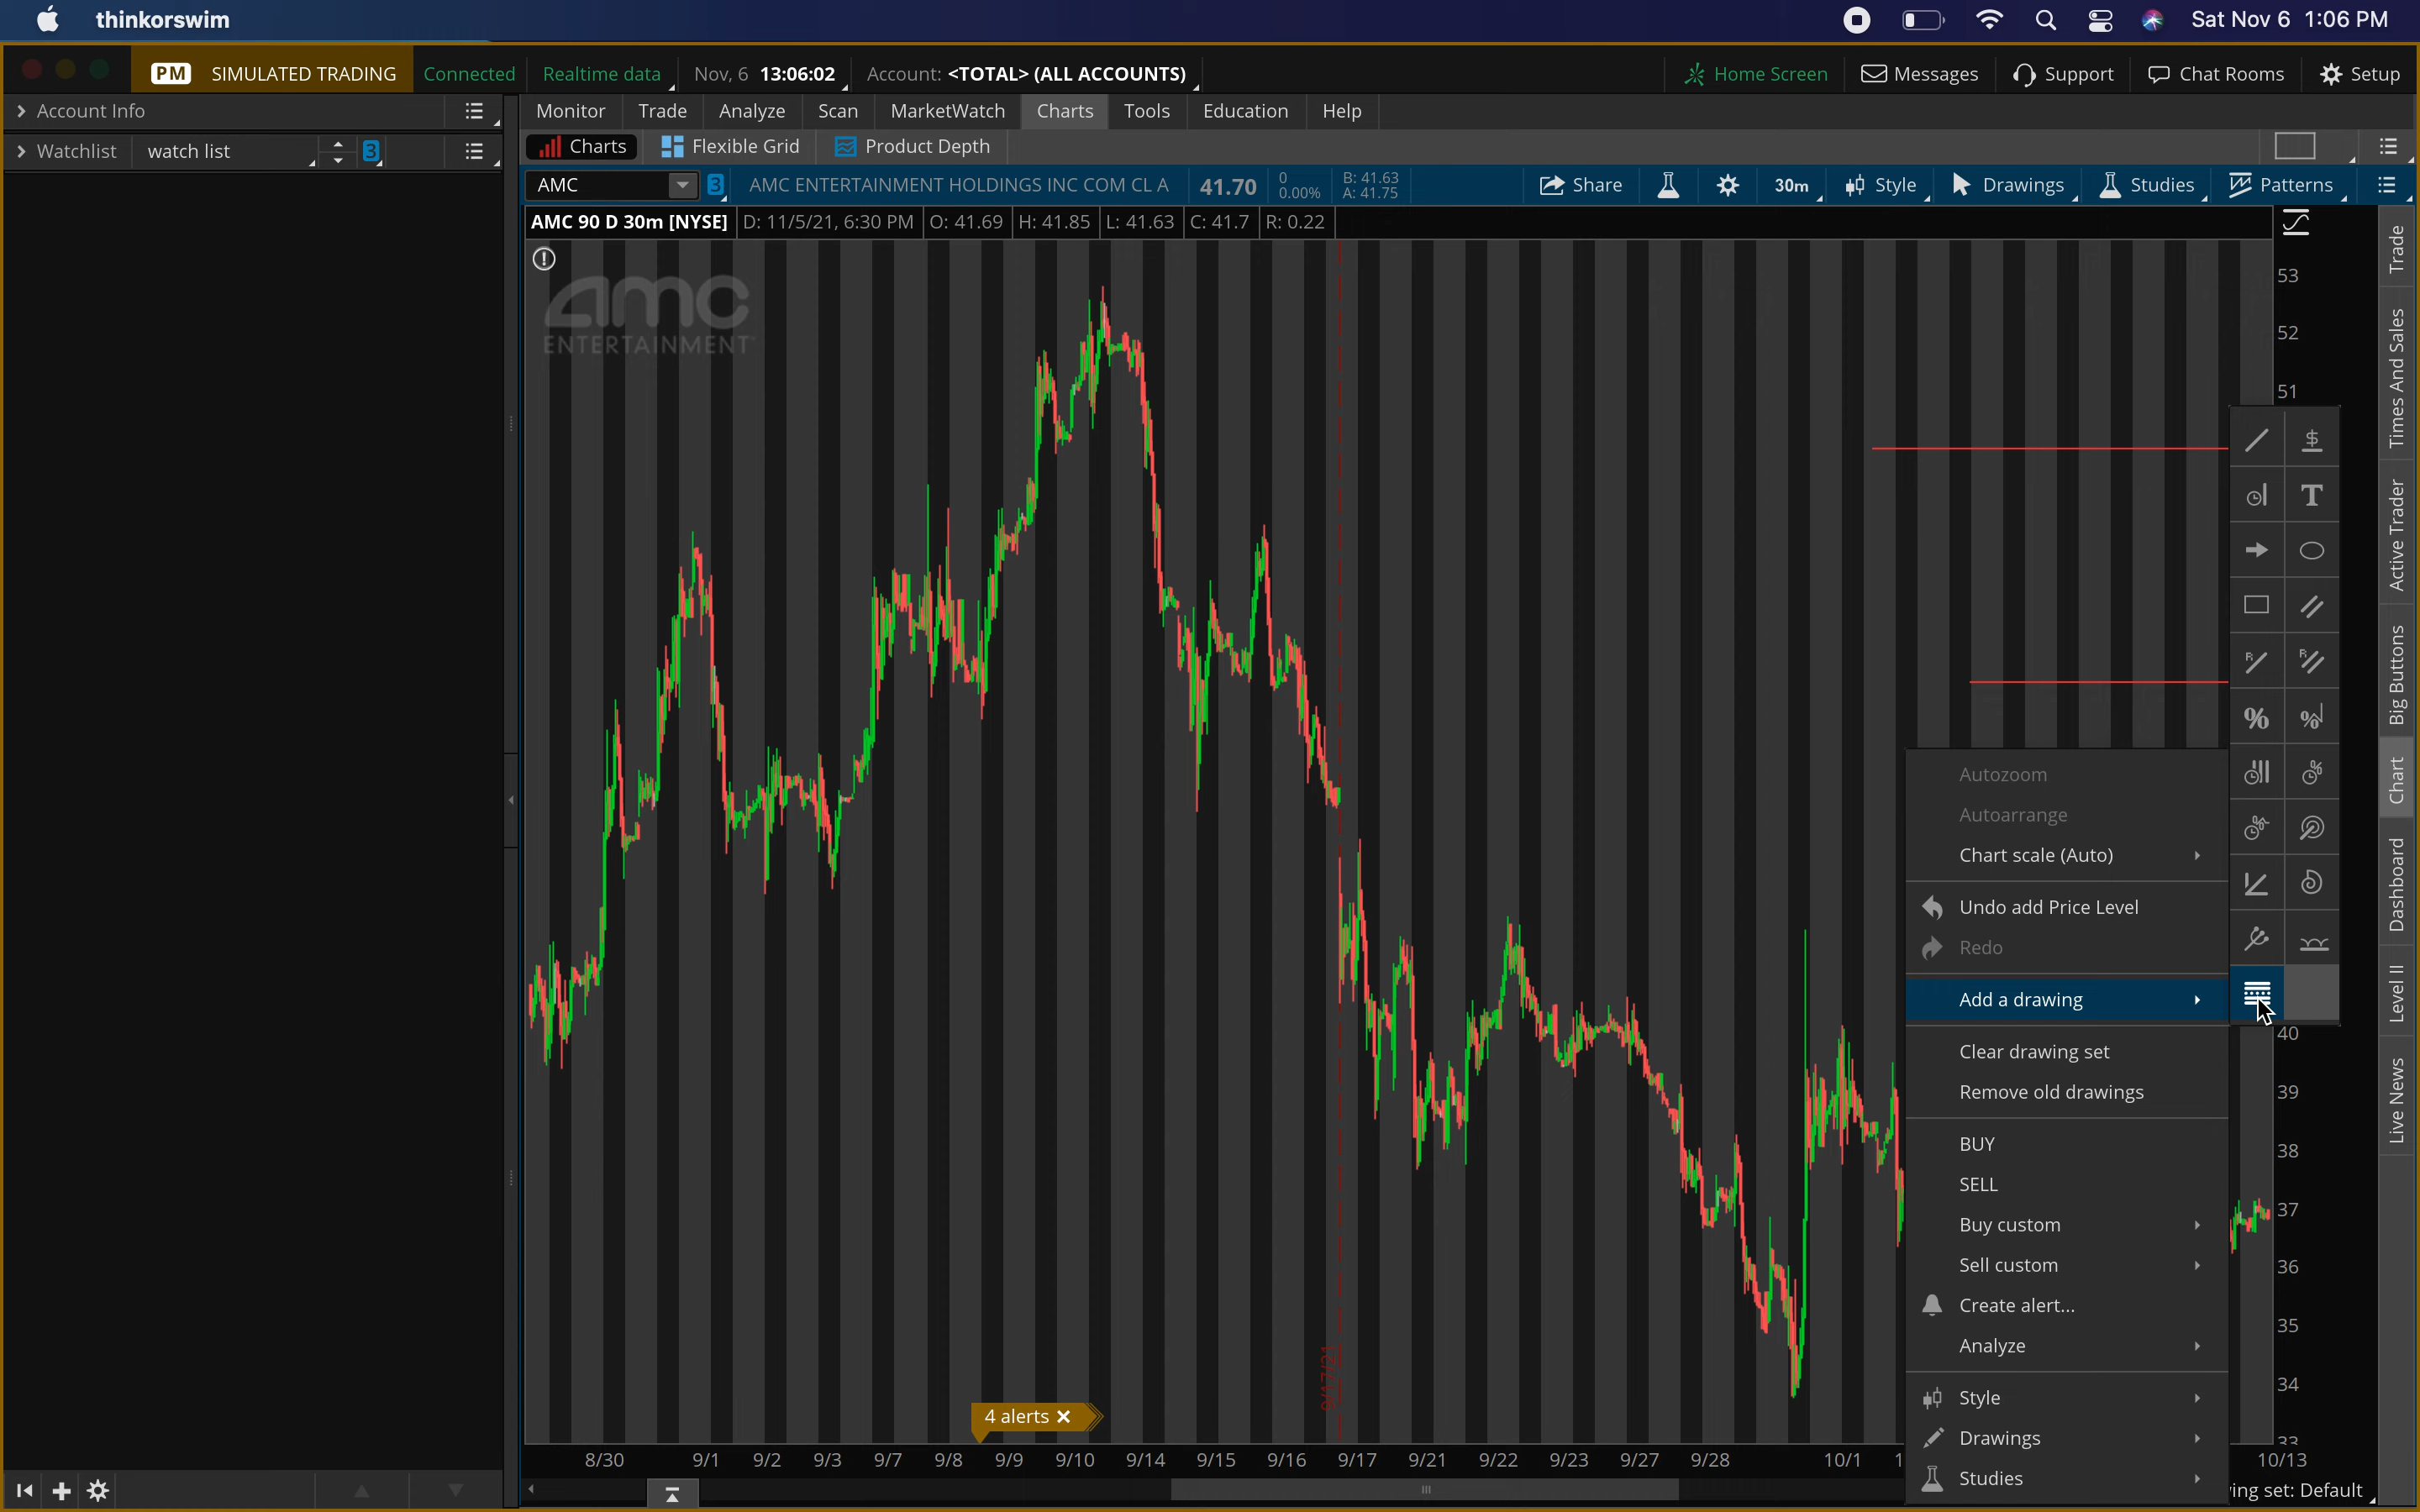 thinkorswim
Sat Nov 6 1:06 PM
PM SIMULATED TRADING Connected Realtime data Nov, 6 13:06:02 Account: <TOTAL> (ALL ACCOUNTS) Home Screen Messages Support Chat Rooms Setup
Account Info
Monitor Trade Analyze Scan MarketWatch Charts Tools Education Help
Watchlist watch list 3
Charts Flexible Grid Product Depth
AMC 3 AMC ENTERTAINMENT HOLDINGS INC COM CL A 41.70 0 0.00% B: 41.63 A: 41.75 Share 30m Style Drawings Studies Patterns
AMC 90 D 30m [NYSE] D: 11/5/21, 6:30 PM O: 41.69 H: 41.85 L: 41.63 C: 41.7 R: 0.22
amc
ENTERTAINMENT
53
52
51
40
39
38
37
36
35
34
33
Trade
Times And Sales
Active Trader
Big Buttons
Chart
Dashboard
Level II
Live News
Autozoom
Autoarrange
Chart scale (Auto)
Undo add Price Level
Redo
Add a drawing
Clear drawing set
Remove old drawings
BUY
SELL
Buy custom
Sell custom
Create alert...
Analyze
Style
Drawings
Studies
9/17/21
4 alerts
8/30 9/1 9/2 9/3 9/7 9/8 9/9 9/10 9/14 9/15 9/16 9/17 9/21 9/22 9/23 9/27 9/28 10/1 1 10/13
ing set: Default